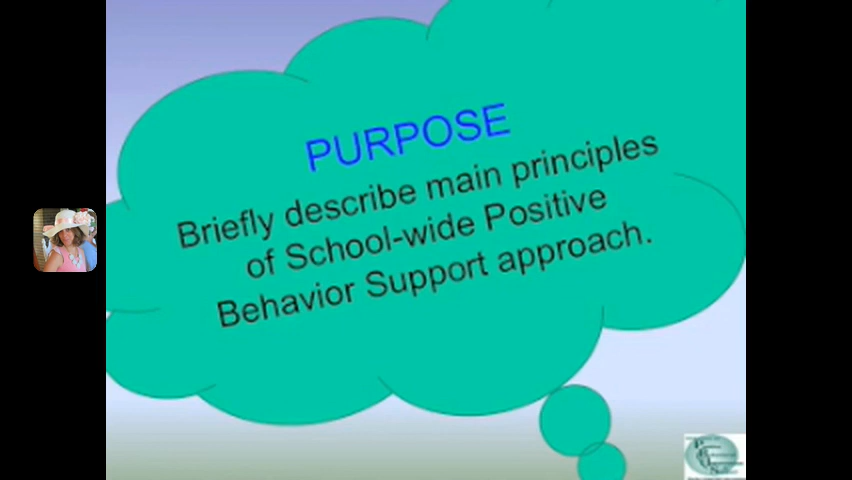 PURPOSE
Briefly describe main principles
of School-wide Positive
Behavior Support approach.